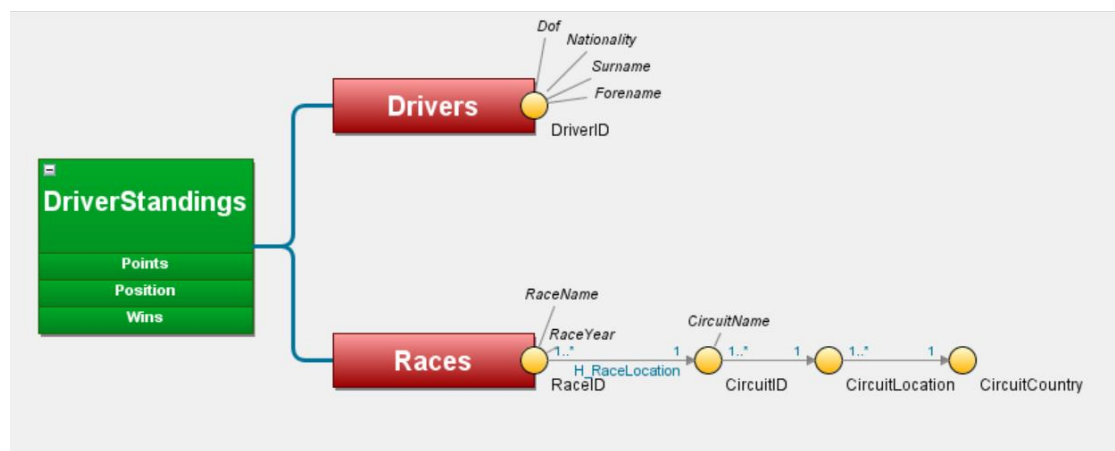 Dof
Nationality
Surname
Forename
Drivers
DriverID
DriverStandings
Points
Position
Wins
RaceName
RaceYear
CircuitName
Races
1..* 1 1..* 1 1..* 1
H_RaceLocation
RaceID CircuitID CircuitLocation CircuitCountry